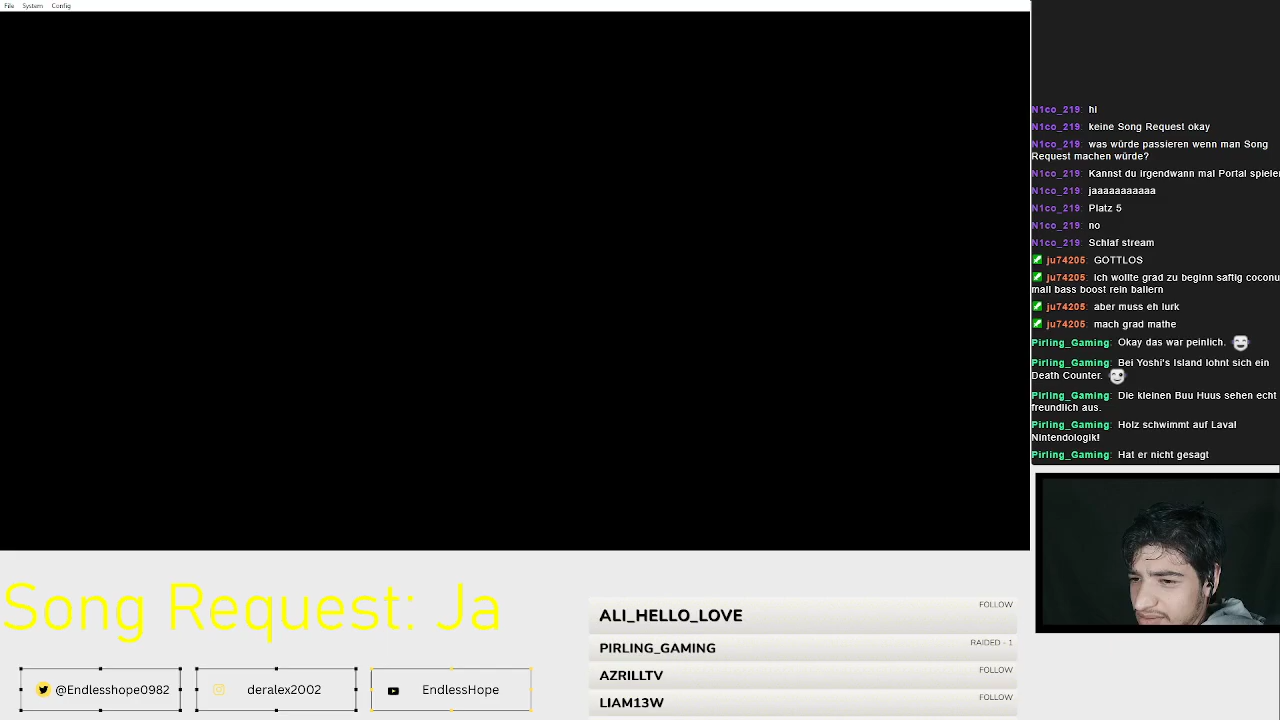 File System Config
N1co_219: hi
N1co_219: keine Song Request okay
N1co_219: was würde passieren wenn man Song
Request machen würde?
N1co_219: Kannst du irgendwann mal Portal spielen
N1co_219: jaaaaaaaaaaa
N1co_219: Platz 5
N1co_219: no
N1co_219: Schlaf stream
ju74205: GOTTLOS
ju74205: Ich wollte grad zu beginn saftig coconu
mall bass boost rein ballern
ju74205: aber muss eh lurk
ju74205: mach grad mathe
Pirling_Gaming: Okay das war peinlich.
Pirling_Gaming: Bei Yoshi's Island lohnt sich ein
Death Counter.
Pirling_Gaming: Die kleinen Buu Huus sehen echt
freundlich aus.
Pirling_Gaming: Holz schwimmt auf Laval
Nintendologik!
Pirling_Gaming: Hat er nicht gesagt
Song Request: Ja
@Endlesshope0982
deralex2002
EndlessHope
ALI_HELLO_LOVE FOLLOW
PIRLING_GAMING RAIDED - 1
AZRILLTV FOLLOW
LIAM13W FOLLOW